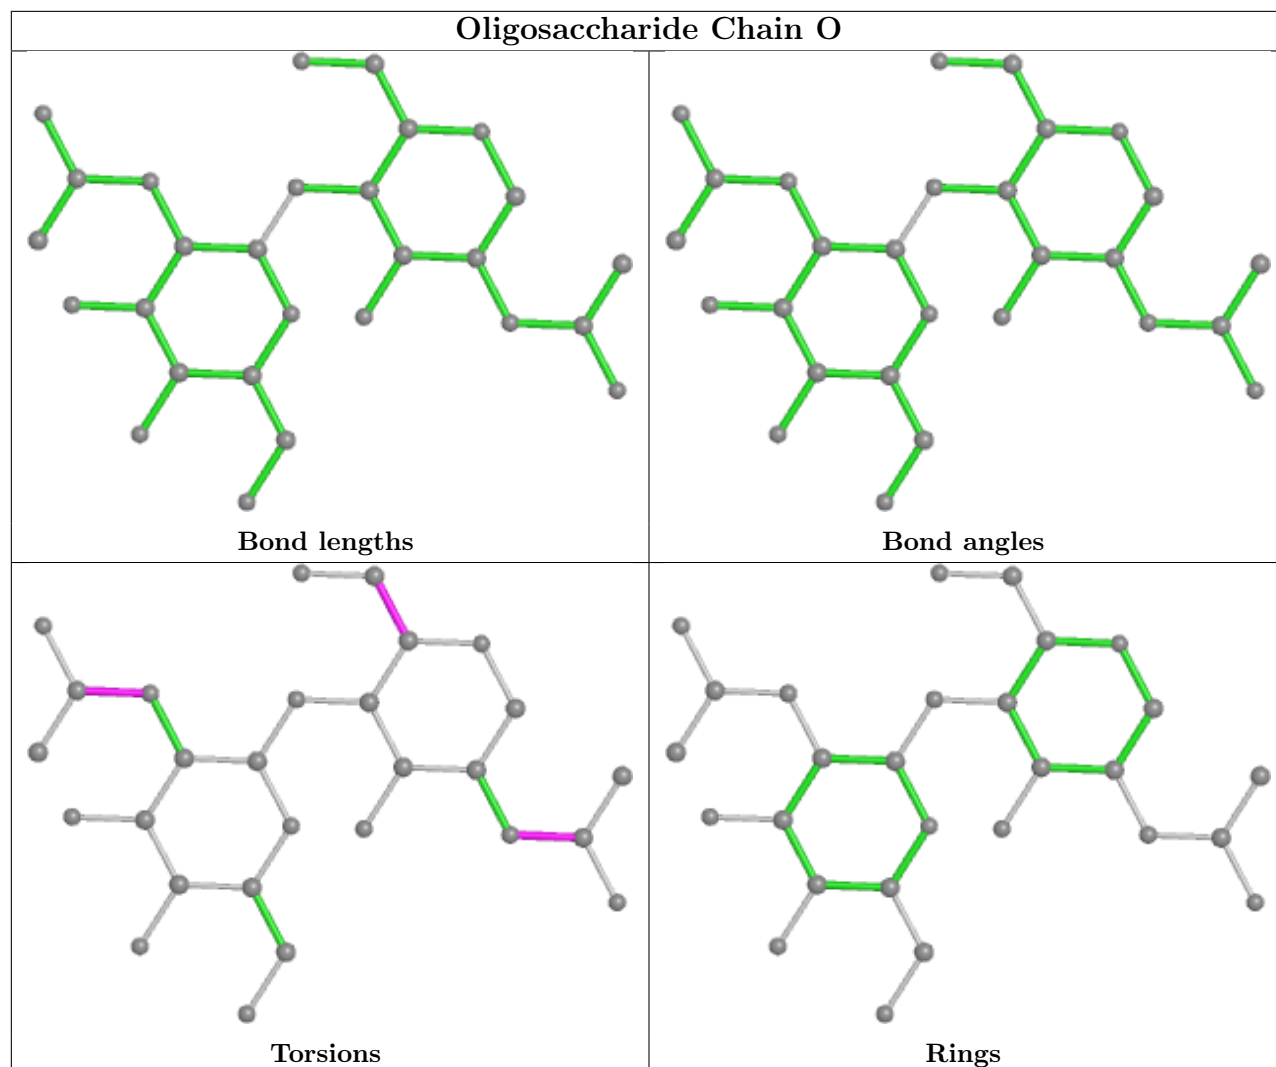 Oligosaccharide Chain O
Bond lengths
Bond angles
Torsions
Rings